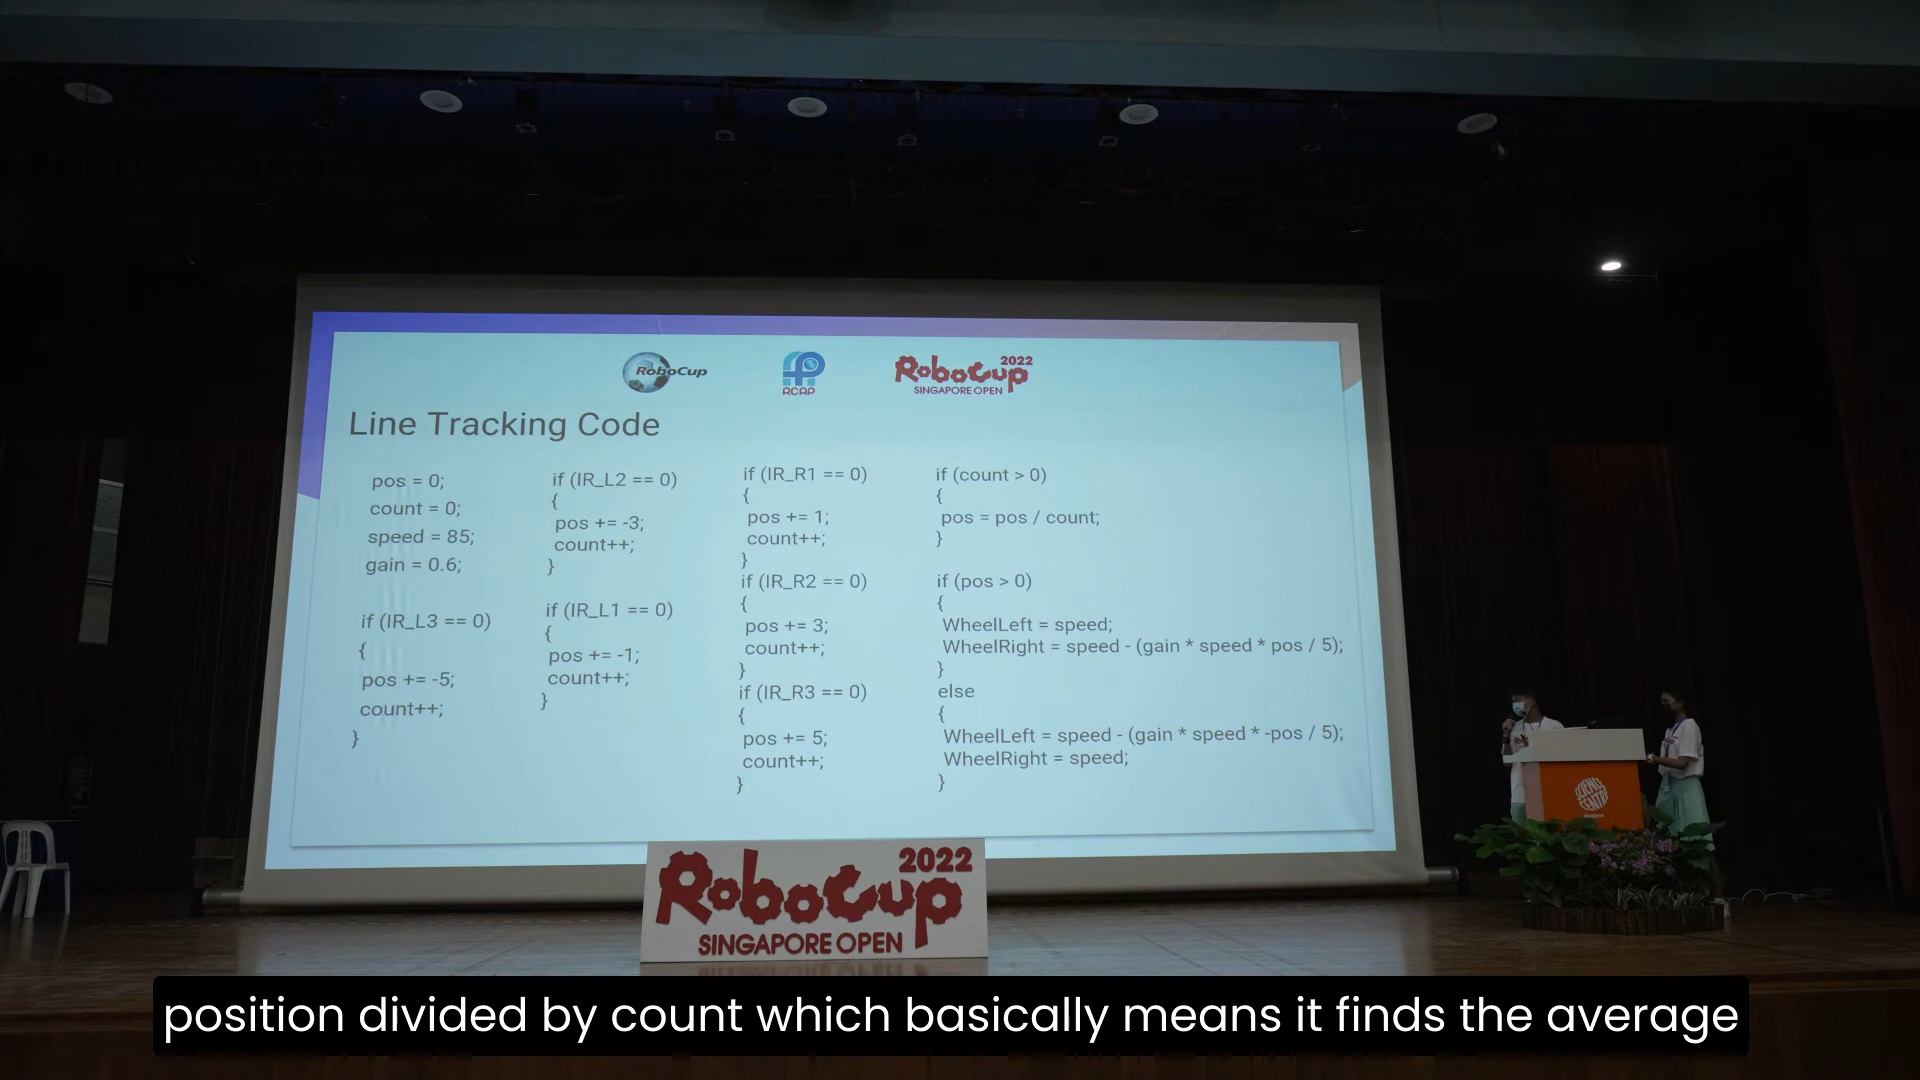 RoboCup
RCAP
2022
RoboCup
SINGAPORE OPEN
Line Tracking Code
pos = 0;
count = 0;
speed = 85;
gain = 0.6;
if (IR_L3 == 0)
{
pos += -5;
count++;
}
if (IR_L2 == 0)
{
pos += -3;
count++;
}
if (IR_L1 == 0)
{
pos += -1;
count++;
}
if (IR_R1 == 0)
{
pos += 1;
count++;
}
if (IR_R2 == 0)
{
pos += 3;
count++;
}
if (IR_R3 == 0)
{
pos += 5;
count++;
}
if (count > 0)
{
pos = pos / count;
}
if (pos > 0)
{
WheelLeft = speed;
WheelRight = speed - (gain * speed * pos / 5);
}
else
{
WheelLeft = speed - (gain * speed * -pos / 5);
WheelRight = speed;
}
SCIENCE
CENTRE
2022
RoboCup
SINGAPORE OPEN
position divided by count which basically means it finds the average